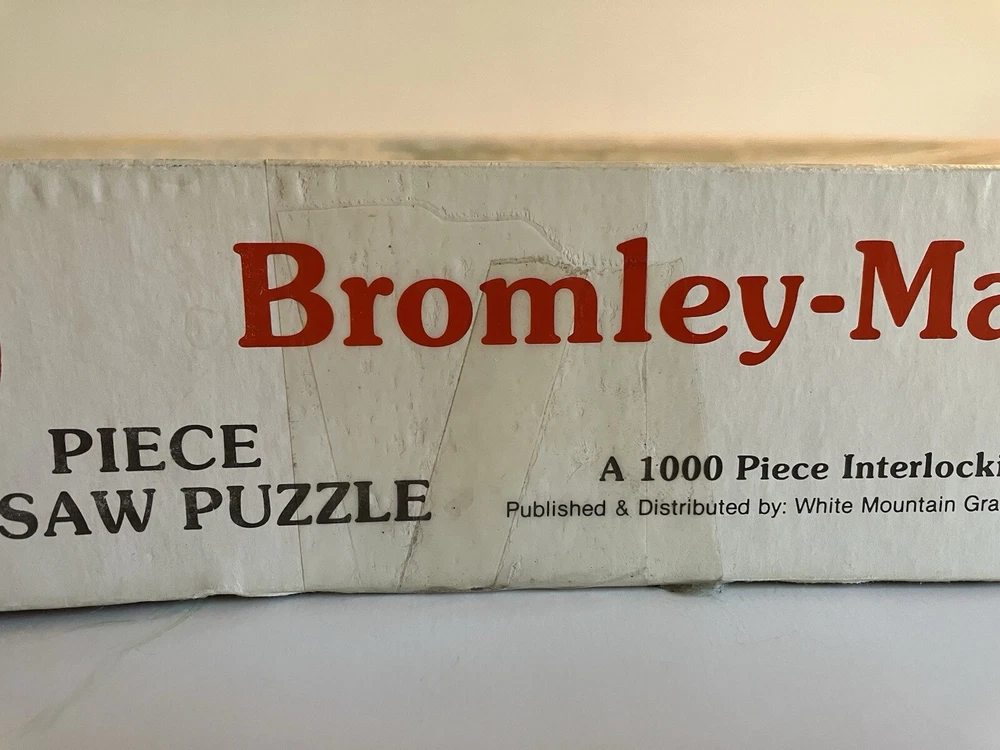 Bromley-Ma
PIECE
SAW PUZZLE
A 1000 Piece Interlocki
Published & Distributed by: White Mountain Gra